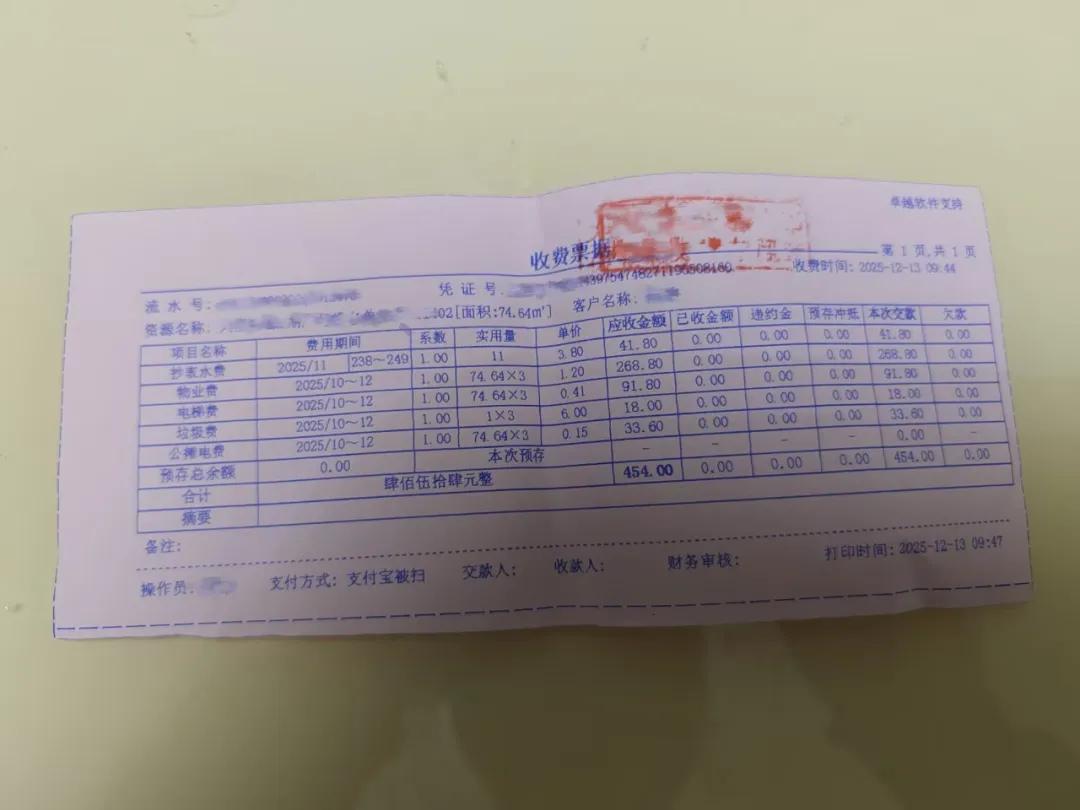 卓越软件支持
收费票据
第 1 页,共 1 页
收费时间: 2025-12-13 09:44
流 水 号:
凭 证 号
资源名称:
402[面积:74.64㎡]
客户名称:
项目名称 费用期间 系数 实用量 单价 应收金额 已收金额 违约金 预存冲抵 本次交款 欠款
抄表水费 2025/11 238～249 1.00 11 3.80 41.80 0.00 0.00 0.00 41.80 0.00
物业费 2025/10～12 1.00 74.64×3 1.20 268.80 0.00 0.00 0.00 268.80 0.00
电梯费 2025/10～12 1.00 74.64×3 0.41 91.80 0.00 0.00 0.00 91.80 0.00
垃圾费 2025/10～12 1.00 1×3 6.00 18.00 0.00 0.00 0.00 18.00 0.00
公摊电费 2025/10～12 1.00 74.64×3 0.15 33.60 0.00 0.00 0.00 33.60 0.00
预存总余额 0.00 本次预存 － － － － 0.00 －
合计 肆佰伍拾肆元整 454.00 0.00 0.00 0.00 454.00 0.00
摘要
备注:
操作员: 支付方式: 支付宝被扫 交款人: 收款人: 财务审核: 打印时间: 2025-12-13 09:47